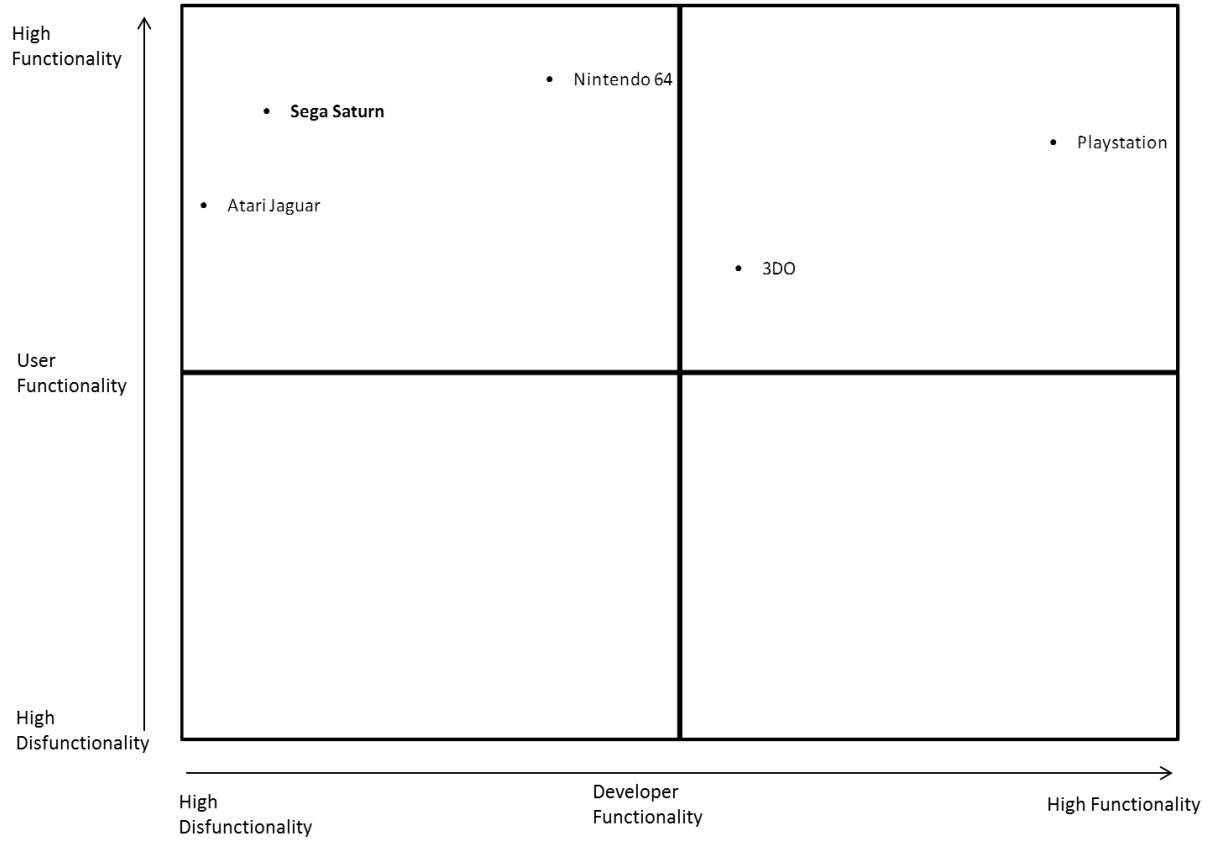 High
Functionality
Nintendo 64
Sega Saturn
Playstation
Atari Jaguar
3DO
User
Functionality
High
Disfunctionality
High
Disfunctionality
Developer
Functionality
High Functionality